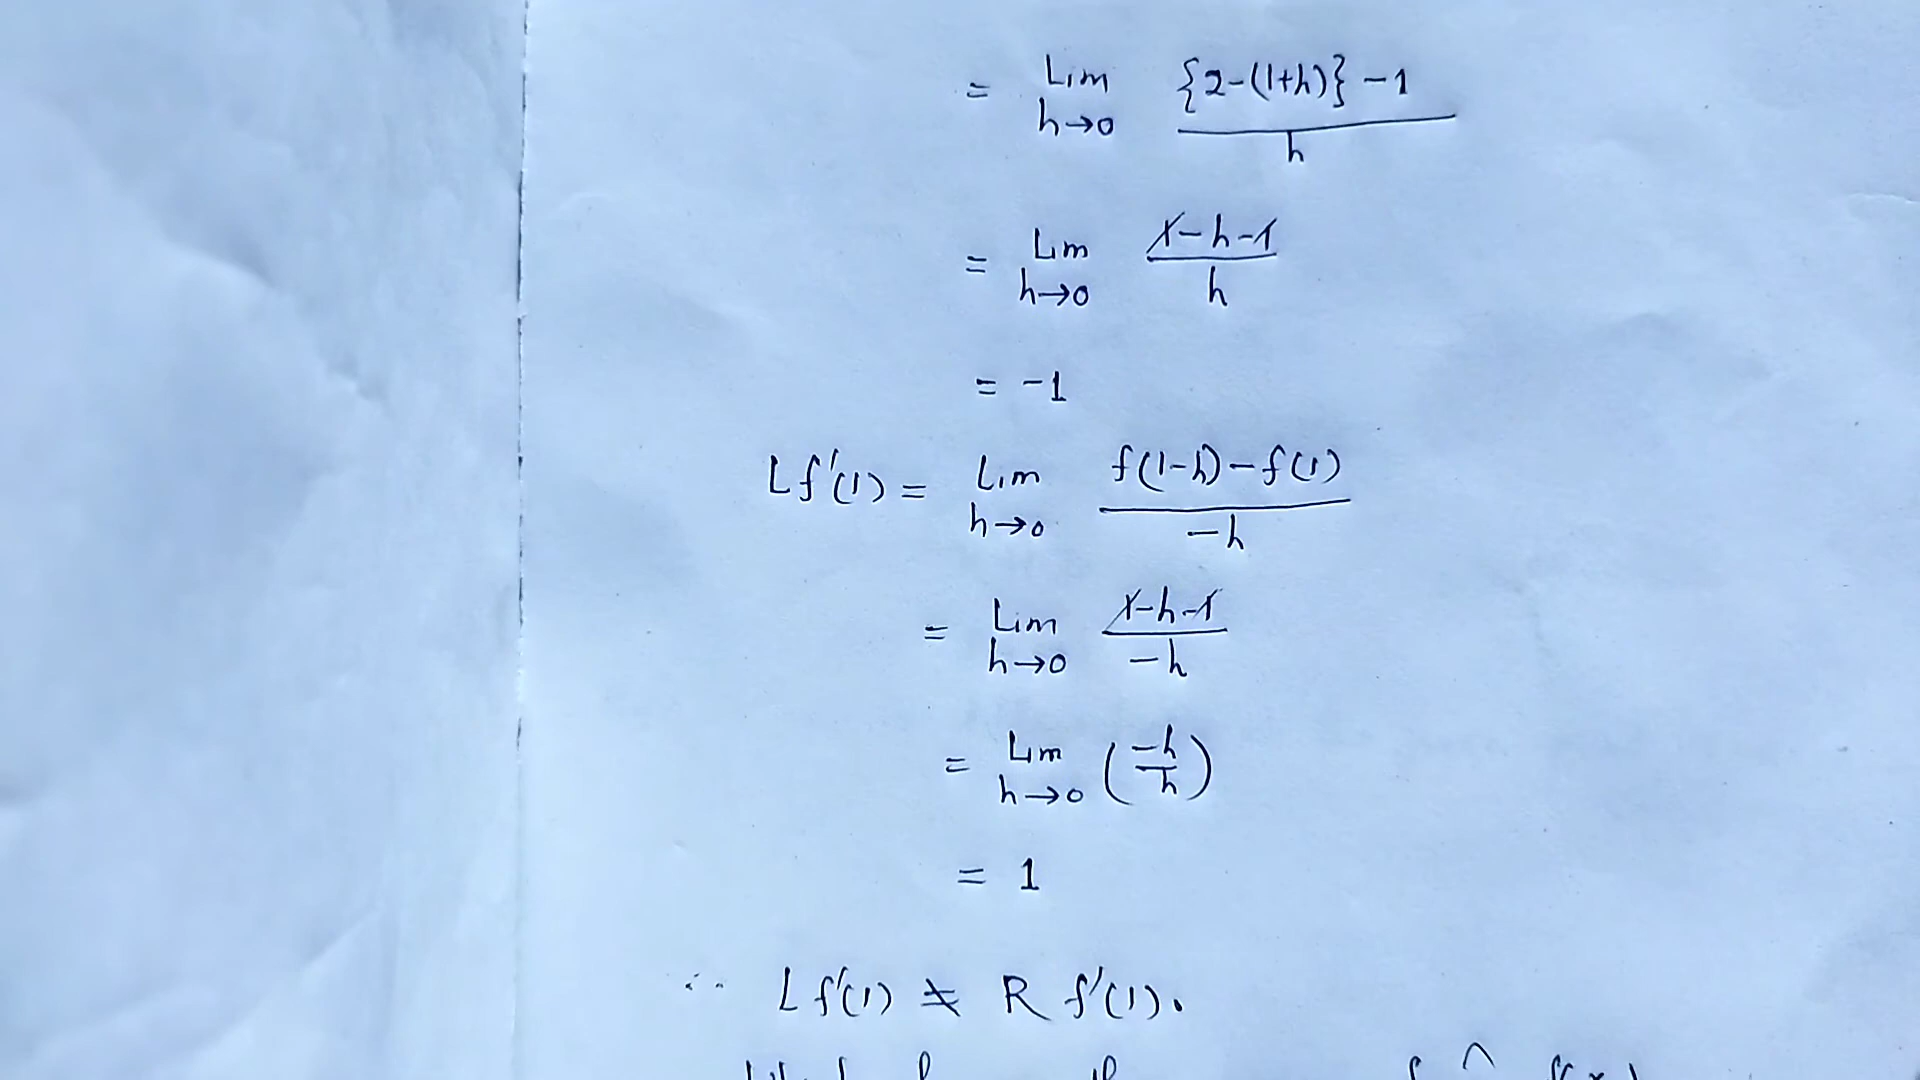 = Lim h→0 {2-(1+h)}-1 / h
= Lim h→0 1-h-1 / h
= -1
Lf'(1) = Lim h→0 f(1-h)-f(1) / -h
= Lim h→0 1-h-1 / -h
= Lim h→0 (-h/h)
= 1
∴ Lf'(1) ≠ R f'(1).